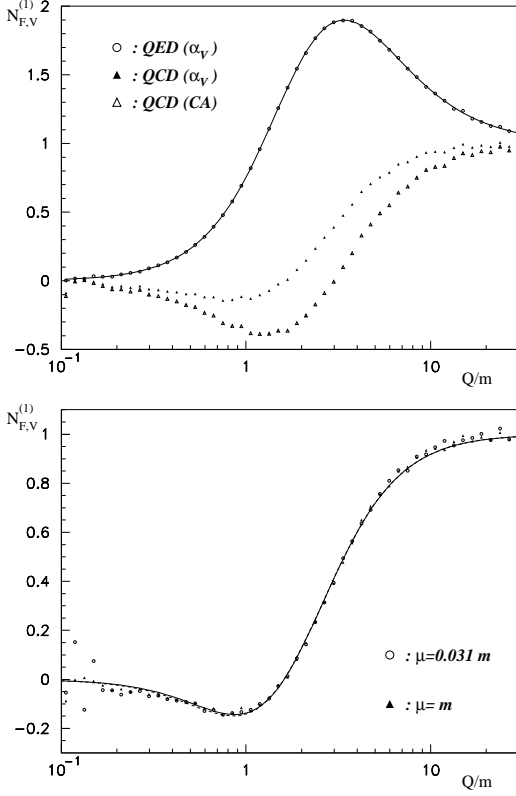 N_{F,V}^{(1)}
2
1.5
1
0.5
0
-0.5
○ : QED (α_V )
▲ : QCD (α_V )
△ : QCD (CA)
10^{-1}
1
10
Q/m
N_{F,V}^{(1)}
1
0.8
0.6
0.4
0.2
0
-0.2
○ : μ=0.031 m
▲ : μ= m
10^{-1}
1
10
Q/m